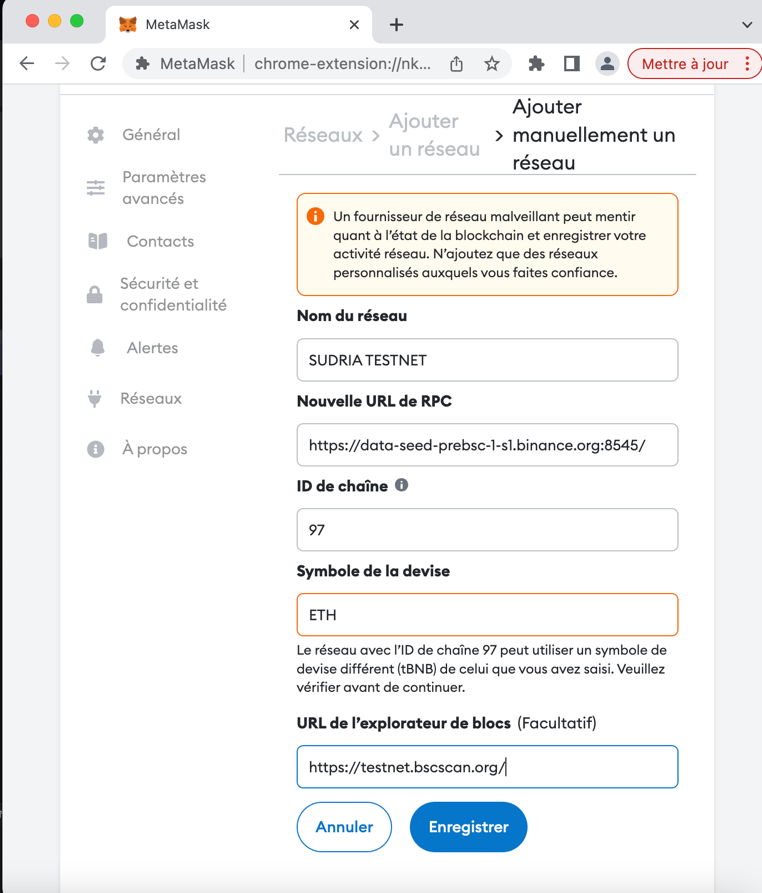 MetaMask
MetaMask
chrome-extension://nk...
Mettre à jour
Général
Paramètres
avancés
Contacts
Sécurité et
confidentialité
Alertes
Réseaux
À propos
Réseaux >
Ajouter
un réseau
>
Ajouter
manuellement un
réseau
Un fournisseur de réseau malveillant peut mentir
quant à l’état de la blockchain et enregistrer votre
activité réseau. N’ajoutez que des réseaux
personnalisés auxquels vous faites confiance.
Nom du réseau
SUDRIA TESTNET
Nouvelle URL de RPC
https://data-seed-prebsc-1-s1.binance.org:8545/
ID de chaîne
97
Symbole de la devise
ETH
Le réseau avec l’ID de chaîne 97 peut utiliser un symbole de
devise différent (tBNB) de celui que vous avez saisi. Veuillez
vérifier avant de continuer.
URL de l’explorateur de blocs (Facultatif)
https://testnet.bscscan.org/
Annuler
Enregistrer